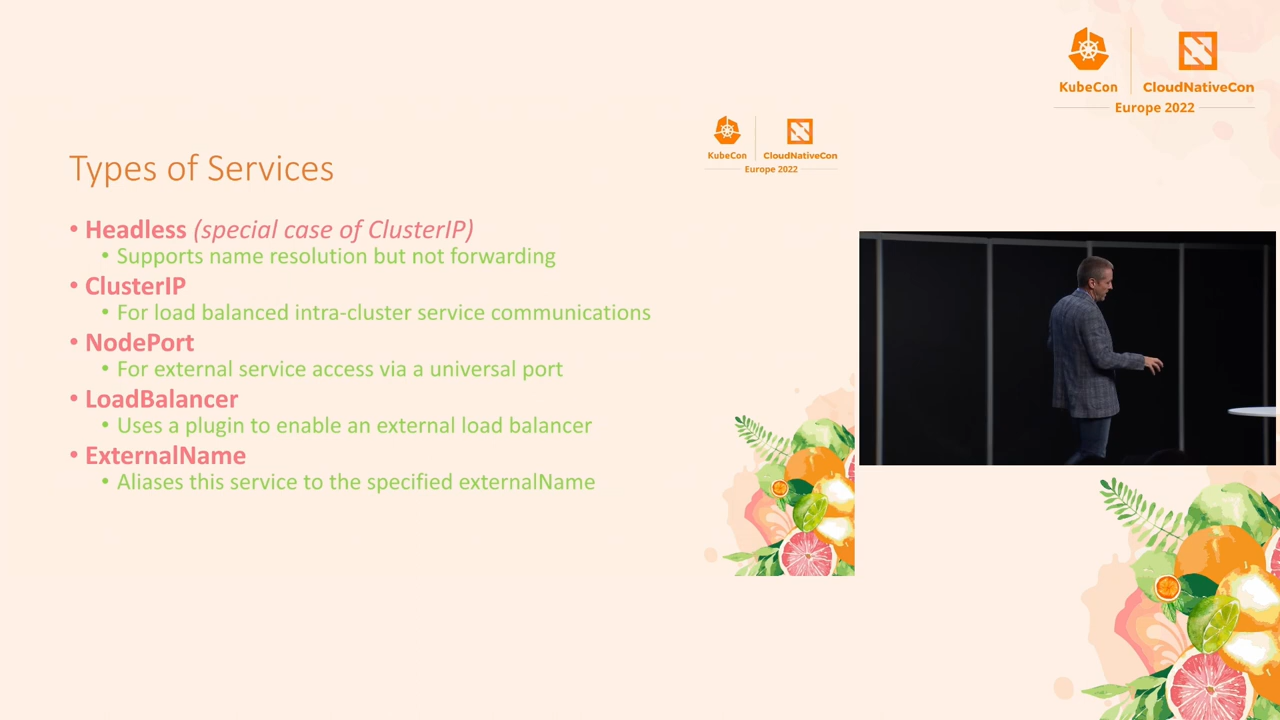 KubeCon
CloudNativeCon
Europe 2022
KubeCon
CloudNativeCon
Europe 2022
Types of Services
• Headless (special case of ClusterIP)
• Supports name resolution but not forwarding
• ClusterIP
• For load balanced intra-cluster service communications
• NodePort
• For external service access via a universal port
• LoadBalancer
• Uses a plugin to enable an external load balancer
• ExternalName
• Aliases this service to the specified externalName